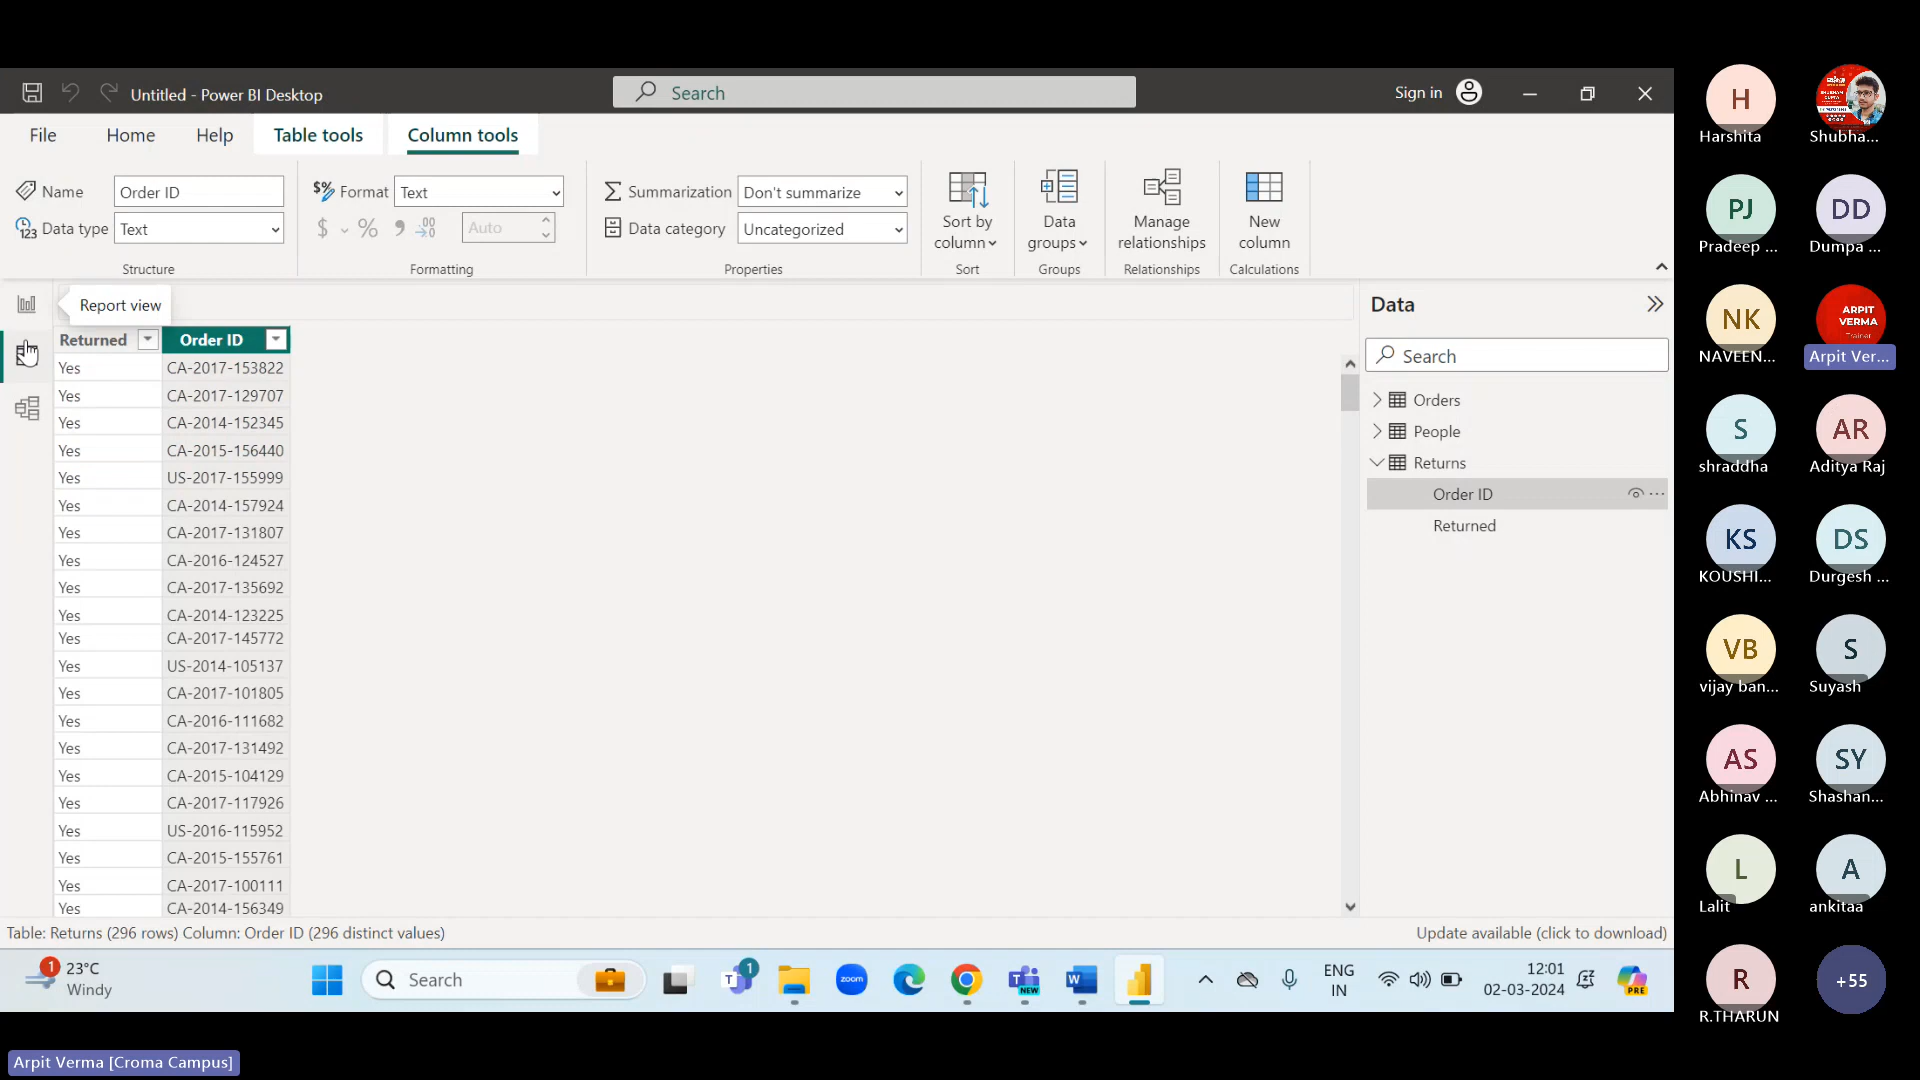 Untitled - Power BI Desktop
Search
Sign in
File
Home
Help
Table tools
Column tools
Name
Order ID
Data type
Text
Structure
Format
Text
$ % 9 .00
Auto
Formatting
Summarization
Don't summarize
Data category
Uncategorized
Properties
Sort by
column
Sort
Data
groups
Groups
Manage
relationships
Relationships
New
column
Calculations
Report view
Returned Order ID
Yes CA-2017-153822
Yes CA-2017-129707
Yes CA-2014-152345
Yes CA-2015-156440
Yes US-2017-155999
Yes CA-2014-157924
Yes CA-2017-131807
Yes CA-2016-124527
Yes CA-2017-135692
Yes CA-2014-123225
Yes CA-2017-145772
Yes US-2014-105137
Yes CA-2017-101805
Yes CA-2016-111682
Yes CA-2017-131492
Yes CA-2015-104129
Yes CA-2017-117926
Yes US-2016-115952
Yes CA-2015-155761
Yes CA-2017-100111
Yes CA-2014-156349
Data
Search
Orders
People
Returns
Order ID
Returned
Table: Returns (296 rows) Column: Order ID (296 distinct values)
Update available (click to download)
1
23°C
Windy
Search
1
zoom
NEW
W
ENG
IN
12:01
02-03-2024
PRE
H
Harshita
Shubha...
PJ
Pradeep ...
DD
Dumpa ...
NK
NAVEEN...
ARPIT
VERMA
Trainer
Arpit Ver...
S
shraddha
AR
Aditya Raj
KS
KOUSHI...
DS
Durgesh ...
VB
vijay ban...
S
Suyash
AS
Abhinav ...
SY
Shashan...
L
Lalit
A
ankitaa
R
R.THARUN
+55
Arpit Verma [Croma Campus]